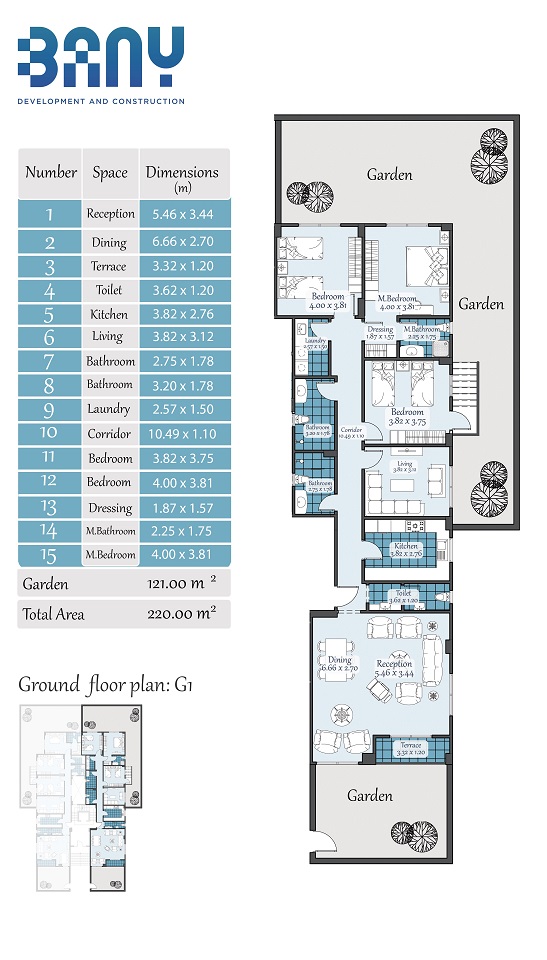 BANY
DEVELOPMENT AND CONSTRUCTION
Number Space Dimensions
(m)
1 Reception 5.46 x 3.44
2 Dining 6.66 x 2.70
3 Terrace 3.32 x 1.20
4 Toilet 3.62 x 1.20
5 Kitchen 3.82 x 2.76
6 Living 3.82 x 3.12
7 Bathroom 2.75 x 1.78
8 Bathroom 3.20 x 1.78
9 Laundry 2.57 x 1.50
10 Corridor 10.49 x 1.10
11 Bedroom 3.82 x 3.75
12 Bedroom 4.00 x 3.81
13 Dressing 1.87 x 1.57
14 M.Bathroom 2.25 x 1.75
15 M.Bedroom 4.00 x 3.81
Garden 121.00 m²
Total Area 220.00 m²
Ground floor plan: G1
Garden
Garden
Bedroom
4.00 x 3.81
M.Bedroom
4.00 x 3.81
Laundry
2.57 x 1.50
Dressing
1.87 x 1.57
M.Bathroom
2.25 x 1.75
Bedroom
3.82 x 3.75
Bathroom
3.20 x 1.78
Corridor
10.49 x 1.10
Living
3.82 x 3.12
Bathroom
2.75 x 1.78
Kitchen
3.82 x 2.76
Toilet
3.62 x 1.20
Dining
6.66 x 2.70
Reception
5.46 x 3.44
Terrace
3.32 x 1.20
Garden